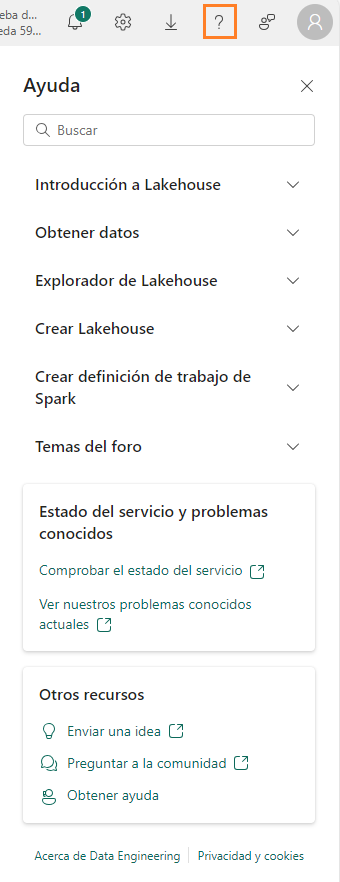 eba d...
eda 59...
1
?
Ayuda
Buscar
Introducción a Lakehouse
Obtener datos
Explorador de Lakehouse
Crear Lakehouse
Crear definición de trabajo de
Spark
Temas del foro
Estado del servicio y problemas
conocidos
Comprobar el estado del servicio
Ver nuestros problemas conocidos
actuales
Otros recursos
Enviar una idea
Preguntar a la comunidad
Obtener ayuda
Acerca de Data Engineering
Privacidad y cookies